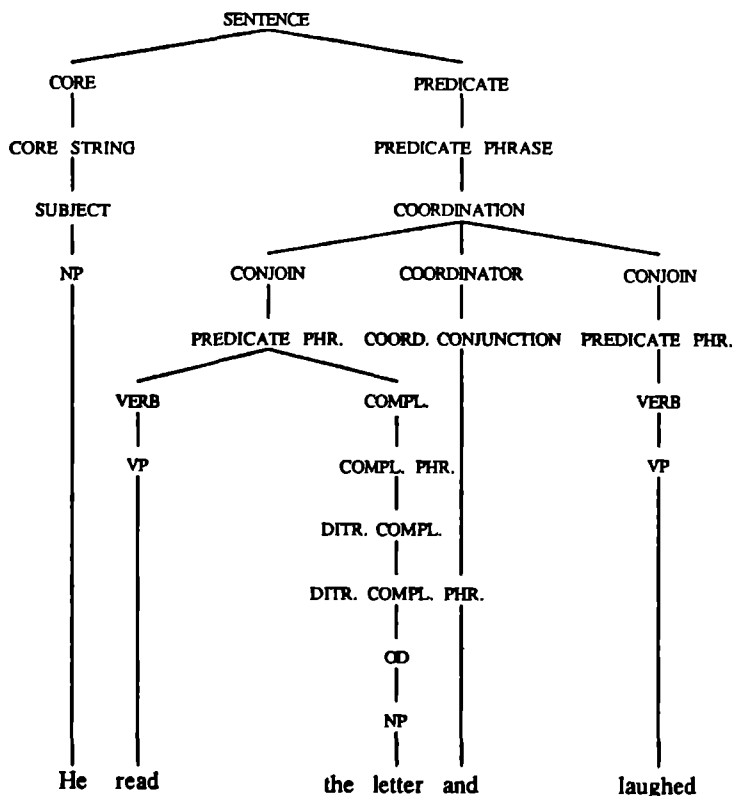 SENTENCE
CORE PREDICATE
CORE STRING PREDICATE PHRASE
SUBJECT COORDINATION
NP CONJOIN COORDINATOR CONJOIN
PREDICATE PHR. COORD. CONJUNCTION PREDICATE PHR.
VERB COMPL. VERB
VP COMPL. PHR. VP
DITR. COMPL.
DITR. COMPL. PHR.
OD
NP
He read the letter and laughed